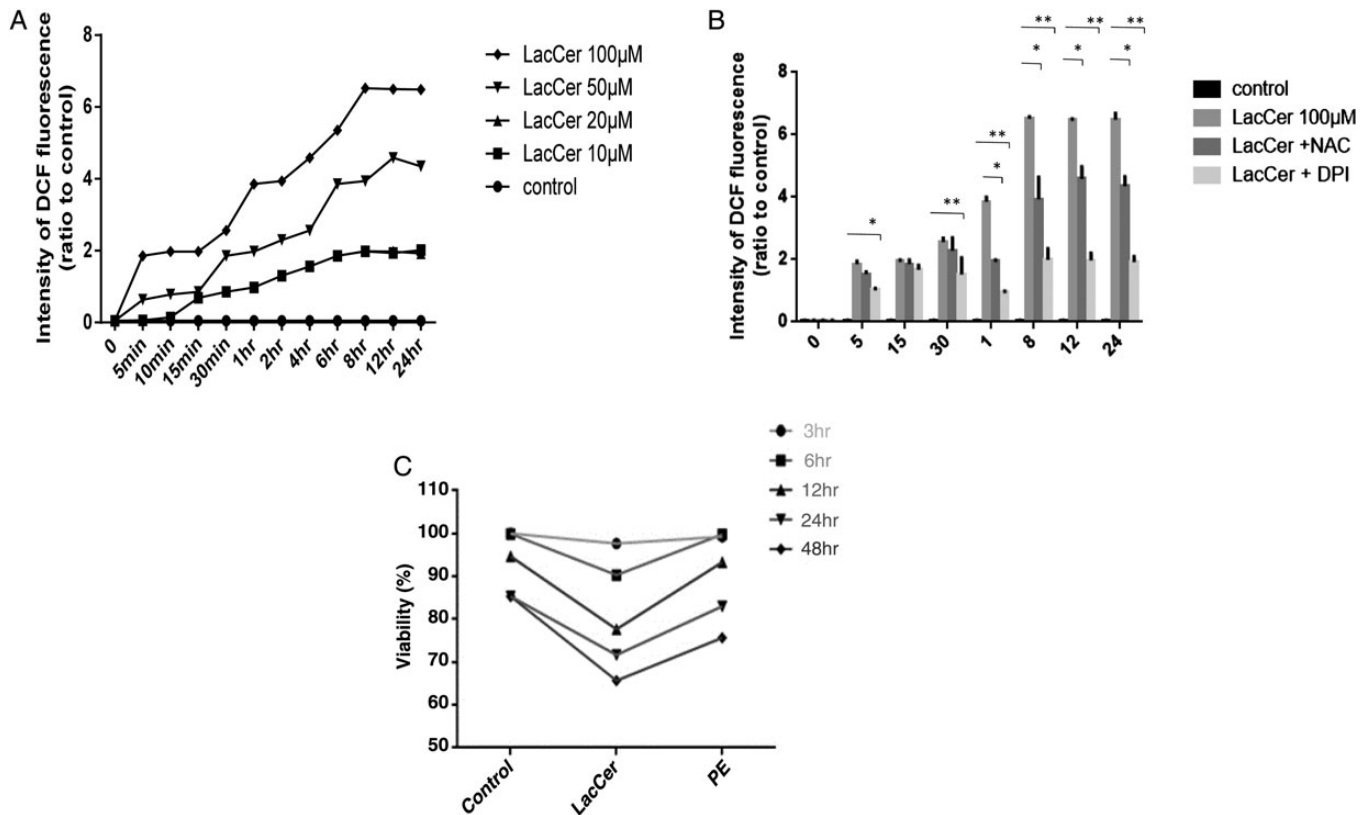 A
Intensity of DCF fluorescence
(ratio to control)
8
6
4
2
0
0
5min
10min
15min
30min
1hr
2hr
4hr
6hr
8hr
12hr
24hr
LacCer 100µM
LacCer 50µM
LacCer 20µM
LacCer 10µM
control
B
Intensity of DCF fluorescence
(ratio to control)
8
6
4
2
0
*
**
**
*
**
*
**
*
**
*
0
5
15
30
1
8
12
24
control
LacCer 100µM
LacCer +NAC
LacCer + DPI
C
Viability (%)
110
100
90
80
70
60
50
Control
LacCer
PE
3hr
6hr
12hr
24hr
48hr